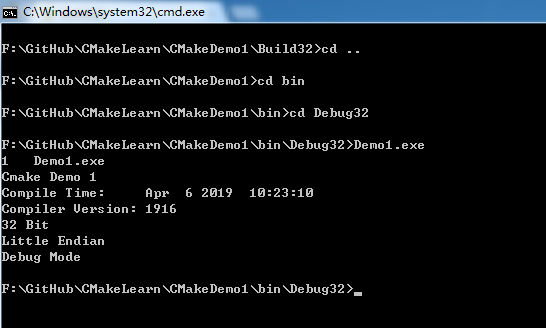 C:\Windows\system32\cmd.exe
F:\GitHub\CMakeLearn\CMakeDemo1\Build32>cd ..
F:\GitHub\CMakeLearn\CMakeDemo1>cd bin
F:\GitHub\CMakeLearn\CMakeDemo1\bin>cd Debug32
F:\GitHub\CMakeLearn\CMakeDemo1\bin\Debug32>Demo1.exe
1   Demo1.exe
Cmake Demo 1
Compile Time:     Apr  6 2019  10:23:10
Compiler Version: 1916
32 Bit
Little Endian
Debug Mode
F:\GitHub\CMakeLearn\CMakeDemo1\bin\Debug32>